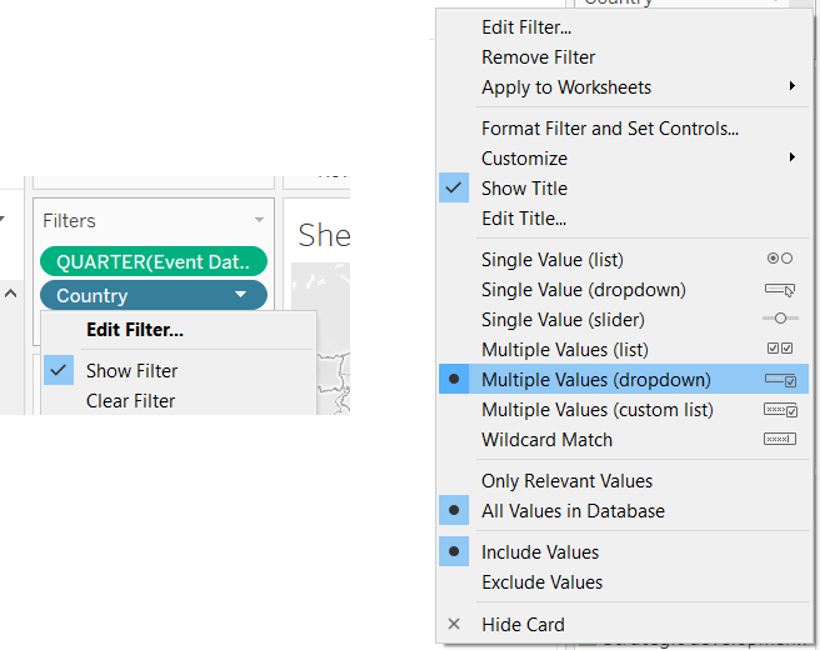 Filters
QUARTER(Event Dat..
Country
Edit Filter...
Show Filter
Clear Filter
She
Country
Edit Filter...
Remove Filter
Apply to Worksheets
Format Filter and Set Controls...
Customize
Show Title
Edit Title...
Single Value (list)
Single Value (dropdown)
Single Value (slider)
Multiple Values (list)
Multiple Values (dropdown)
Multiple Values (custom list)
Wildcard Match
Only Relevant Values
All Values in Database
Include Values
Exclude Values
Hide Card